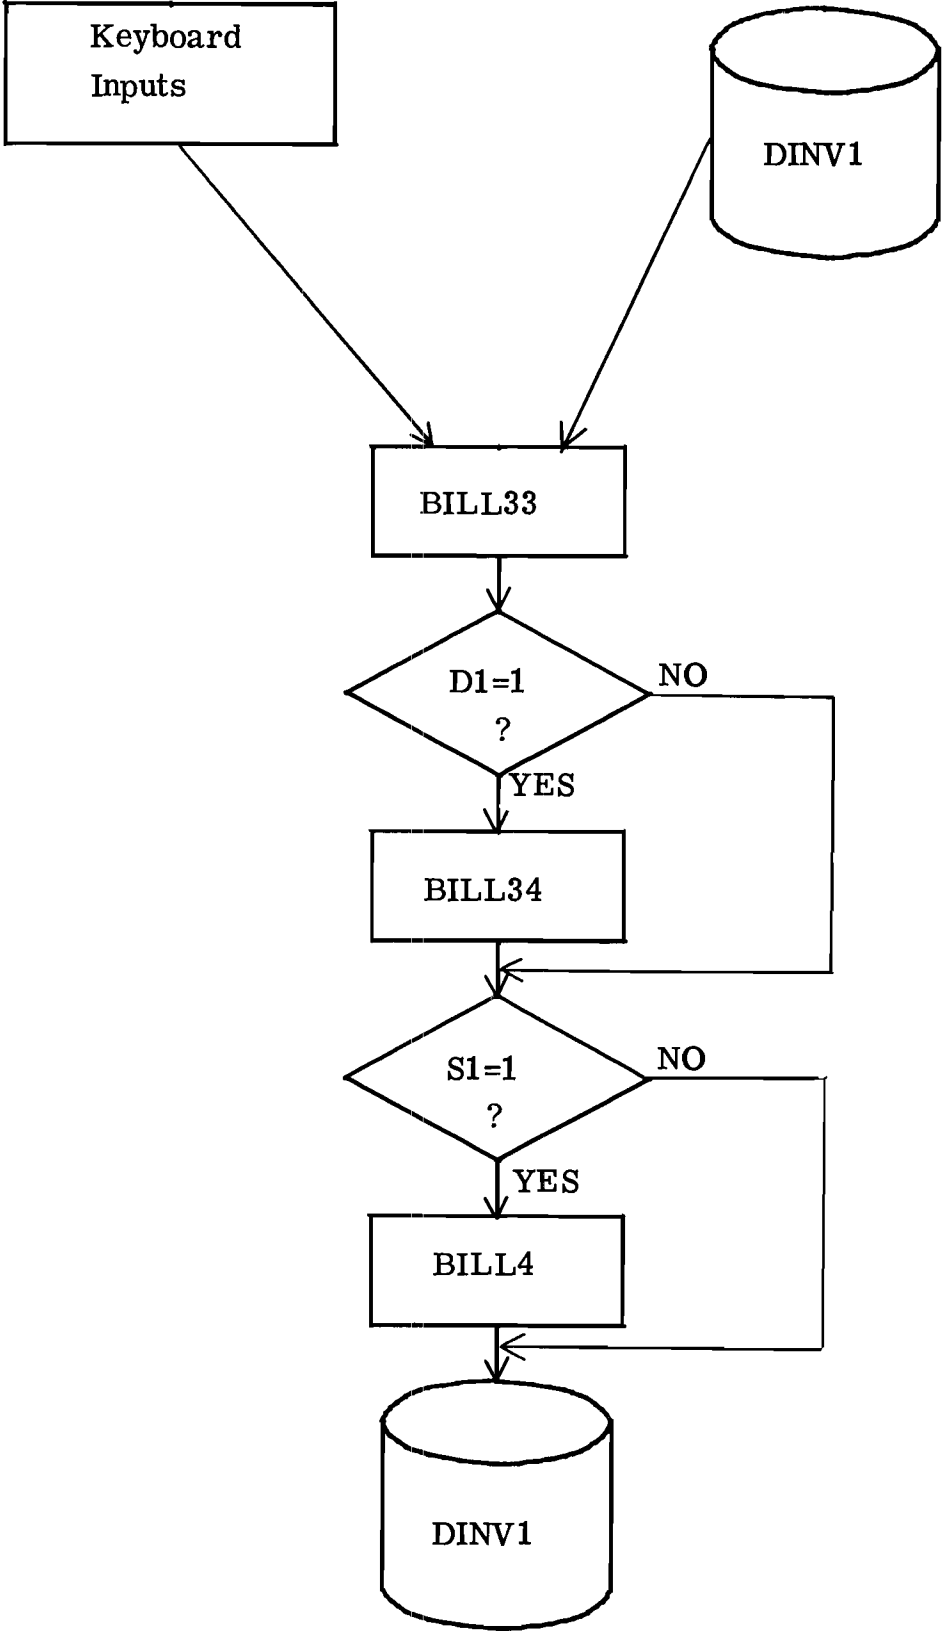 Keyboard
Inputs
DINV1
BILL33
D1=1
?
NO
YES
BILL34
S1=1
?
NO
YES
BILL4
DINV1